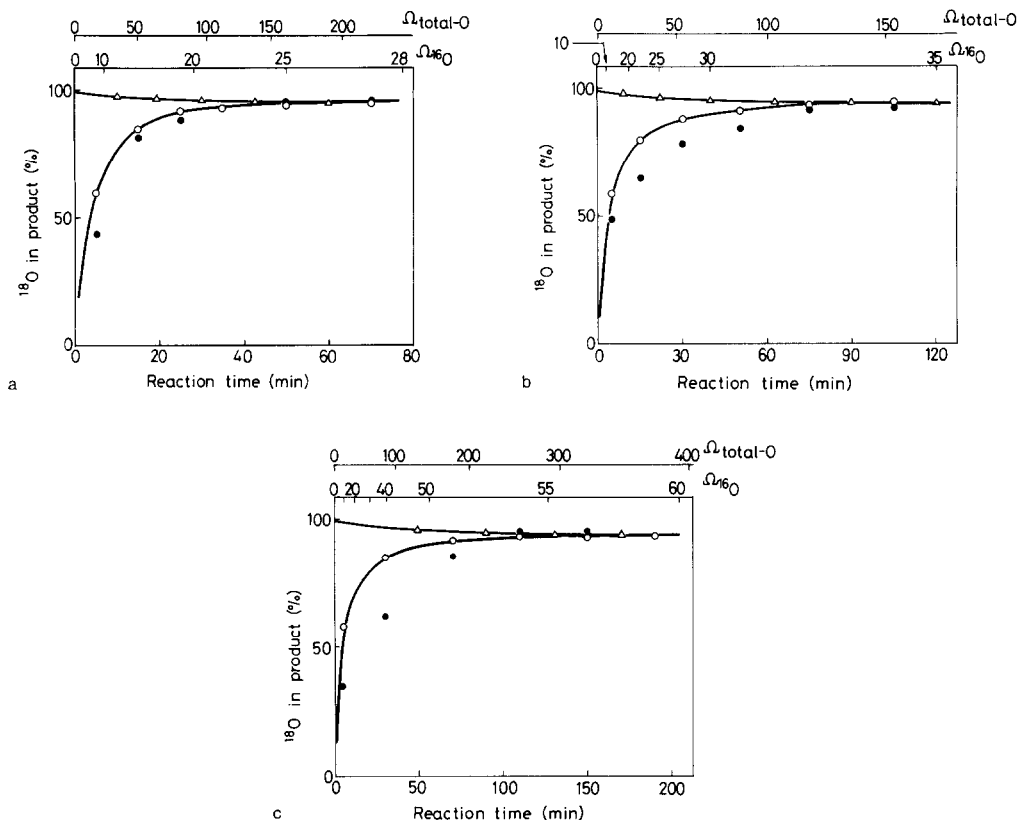 0 50 100 150 200 Ωtotal-O
0 10 20 25 28 Ω16O
100
50
0
18O in product (%)
0 20 40 60 80
Reaction time (min)
a
0 50 100 150 Ωtotal-O
10
0 20 25 30 35 Ω16O
100
50
0
18O in product (%)
0 30 60 90 120
Reaction time (min)
b
0 100 200 300 400 Ωtotal-O
0 20 40 50 55 60 Ω16O
100
50
0
18O in product (%)
0 50 100 150 200
Reaction time (min)
c